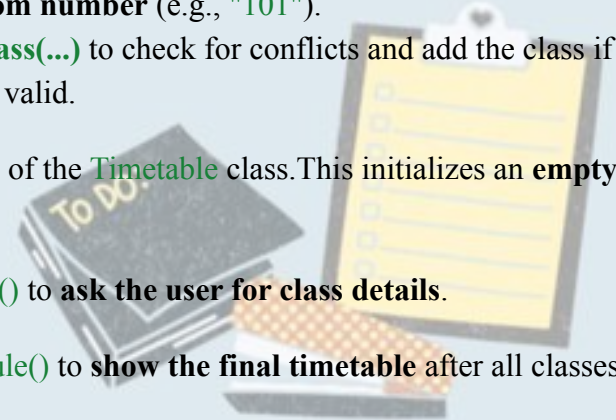 om number (e.g., "101").
ass(...) to check for conflicts and add the class if
valid.
of the Timetable class.This initializes an empty
TO DO:
() to ask the user for class details.
ule() to show the final timetable after all classes